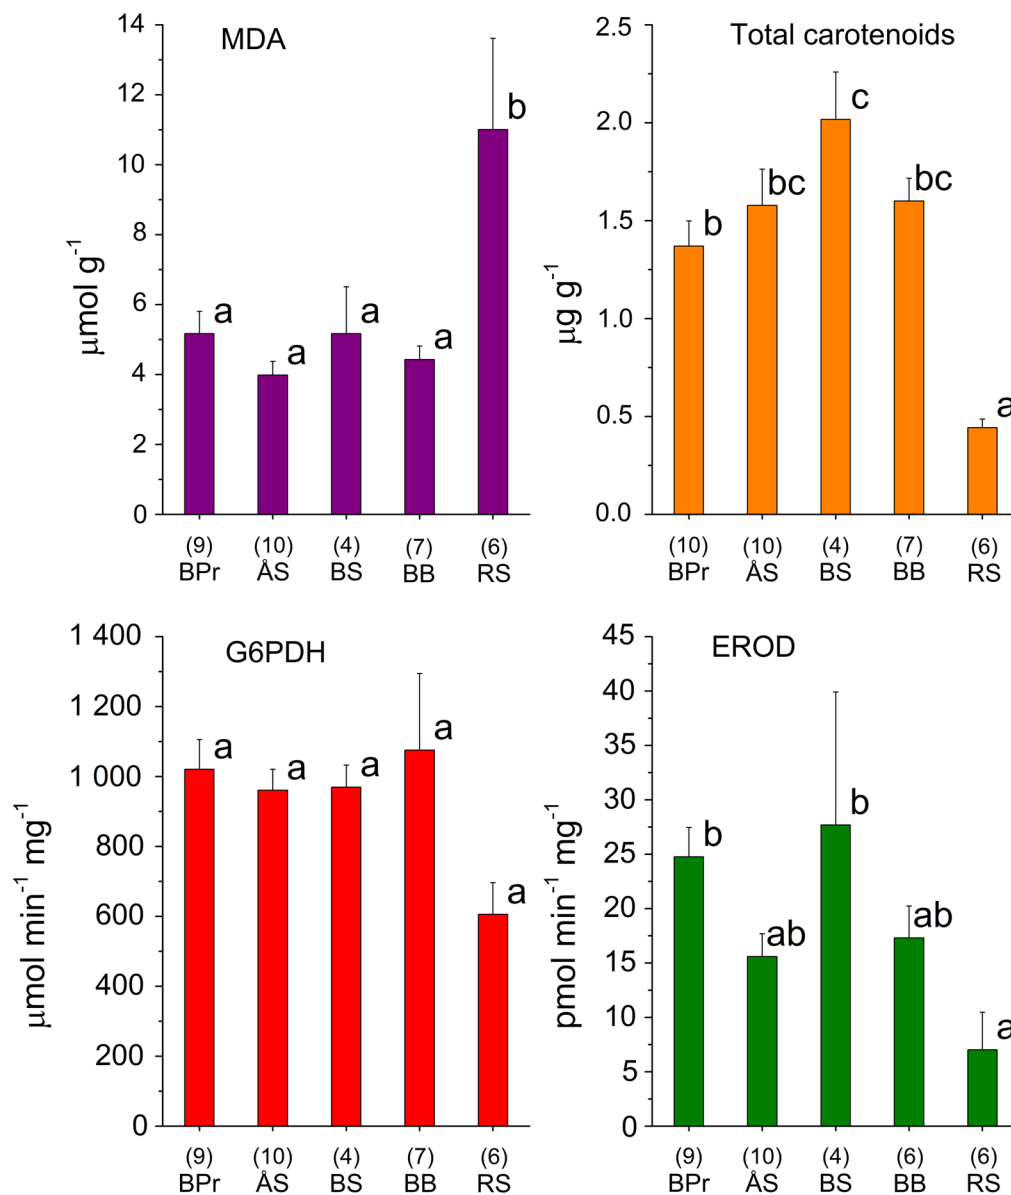 MDA
14
12
10
8
6
4
2
0
μmol g⁻¹
a
a
a
a
b
(9) (10) (4) (7) (6)
BPr ÅS BS BB RS
Total carotenoids
2.5
2.0
1.5
1.0
0.5
0.0
μg g⁻¹
b
bc
c
bc
a
(10) (10) (4) (7) (6)
BPr ÅS BS BB RS
G6PDH
1 400
1 200
1 000
800
600
400
200
0
μmol min⁻¹ mg⁻¹
a
a
a
a
a
(9) (10) (4) (7) (6)
BPr ÅS BS BB RS
EROD
45
40
35
30
25
20
15
10
5
0
pmol min⁻¹ mg⁻¹
b
ab
b
ab
a
(9) (10) (4) (6) (6)
BPr ÅS BS BB RS